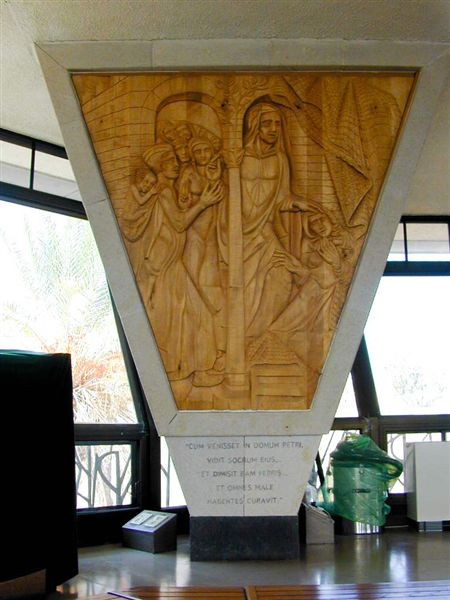 "CUM VENISSET IN DOMUM PETRI,
VIDIT SOCRUM EIUS...
ET DIMISIT EAM FEBRIS...
ET OMNES MALE
HABENTES CURAVIT."